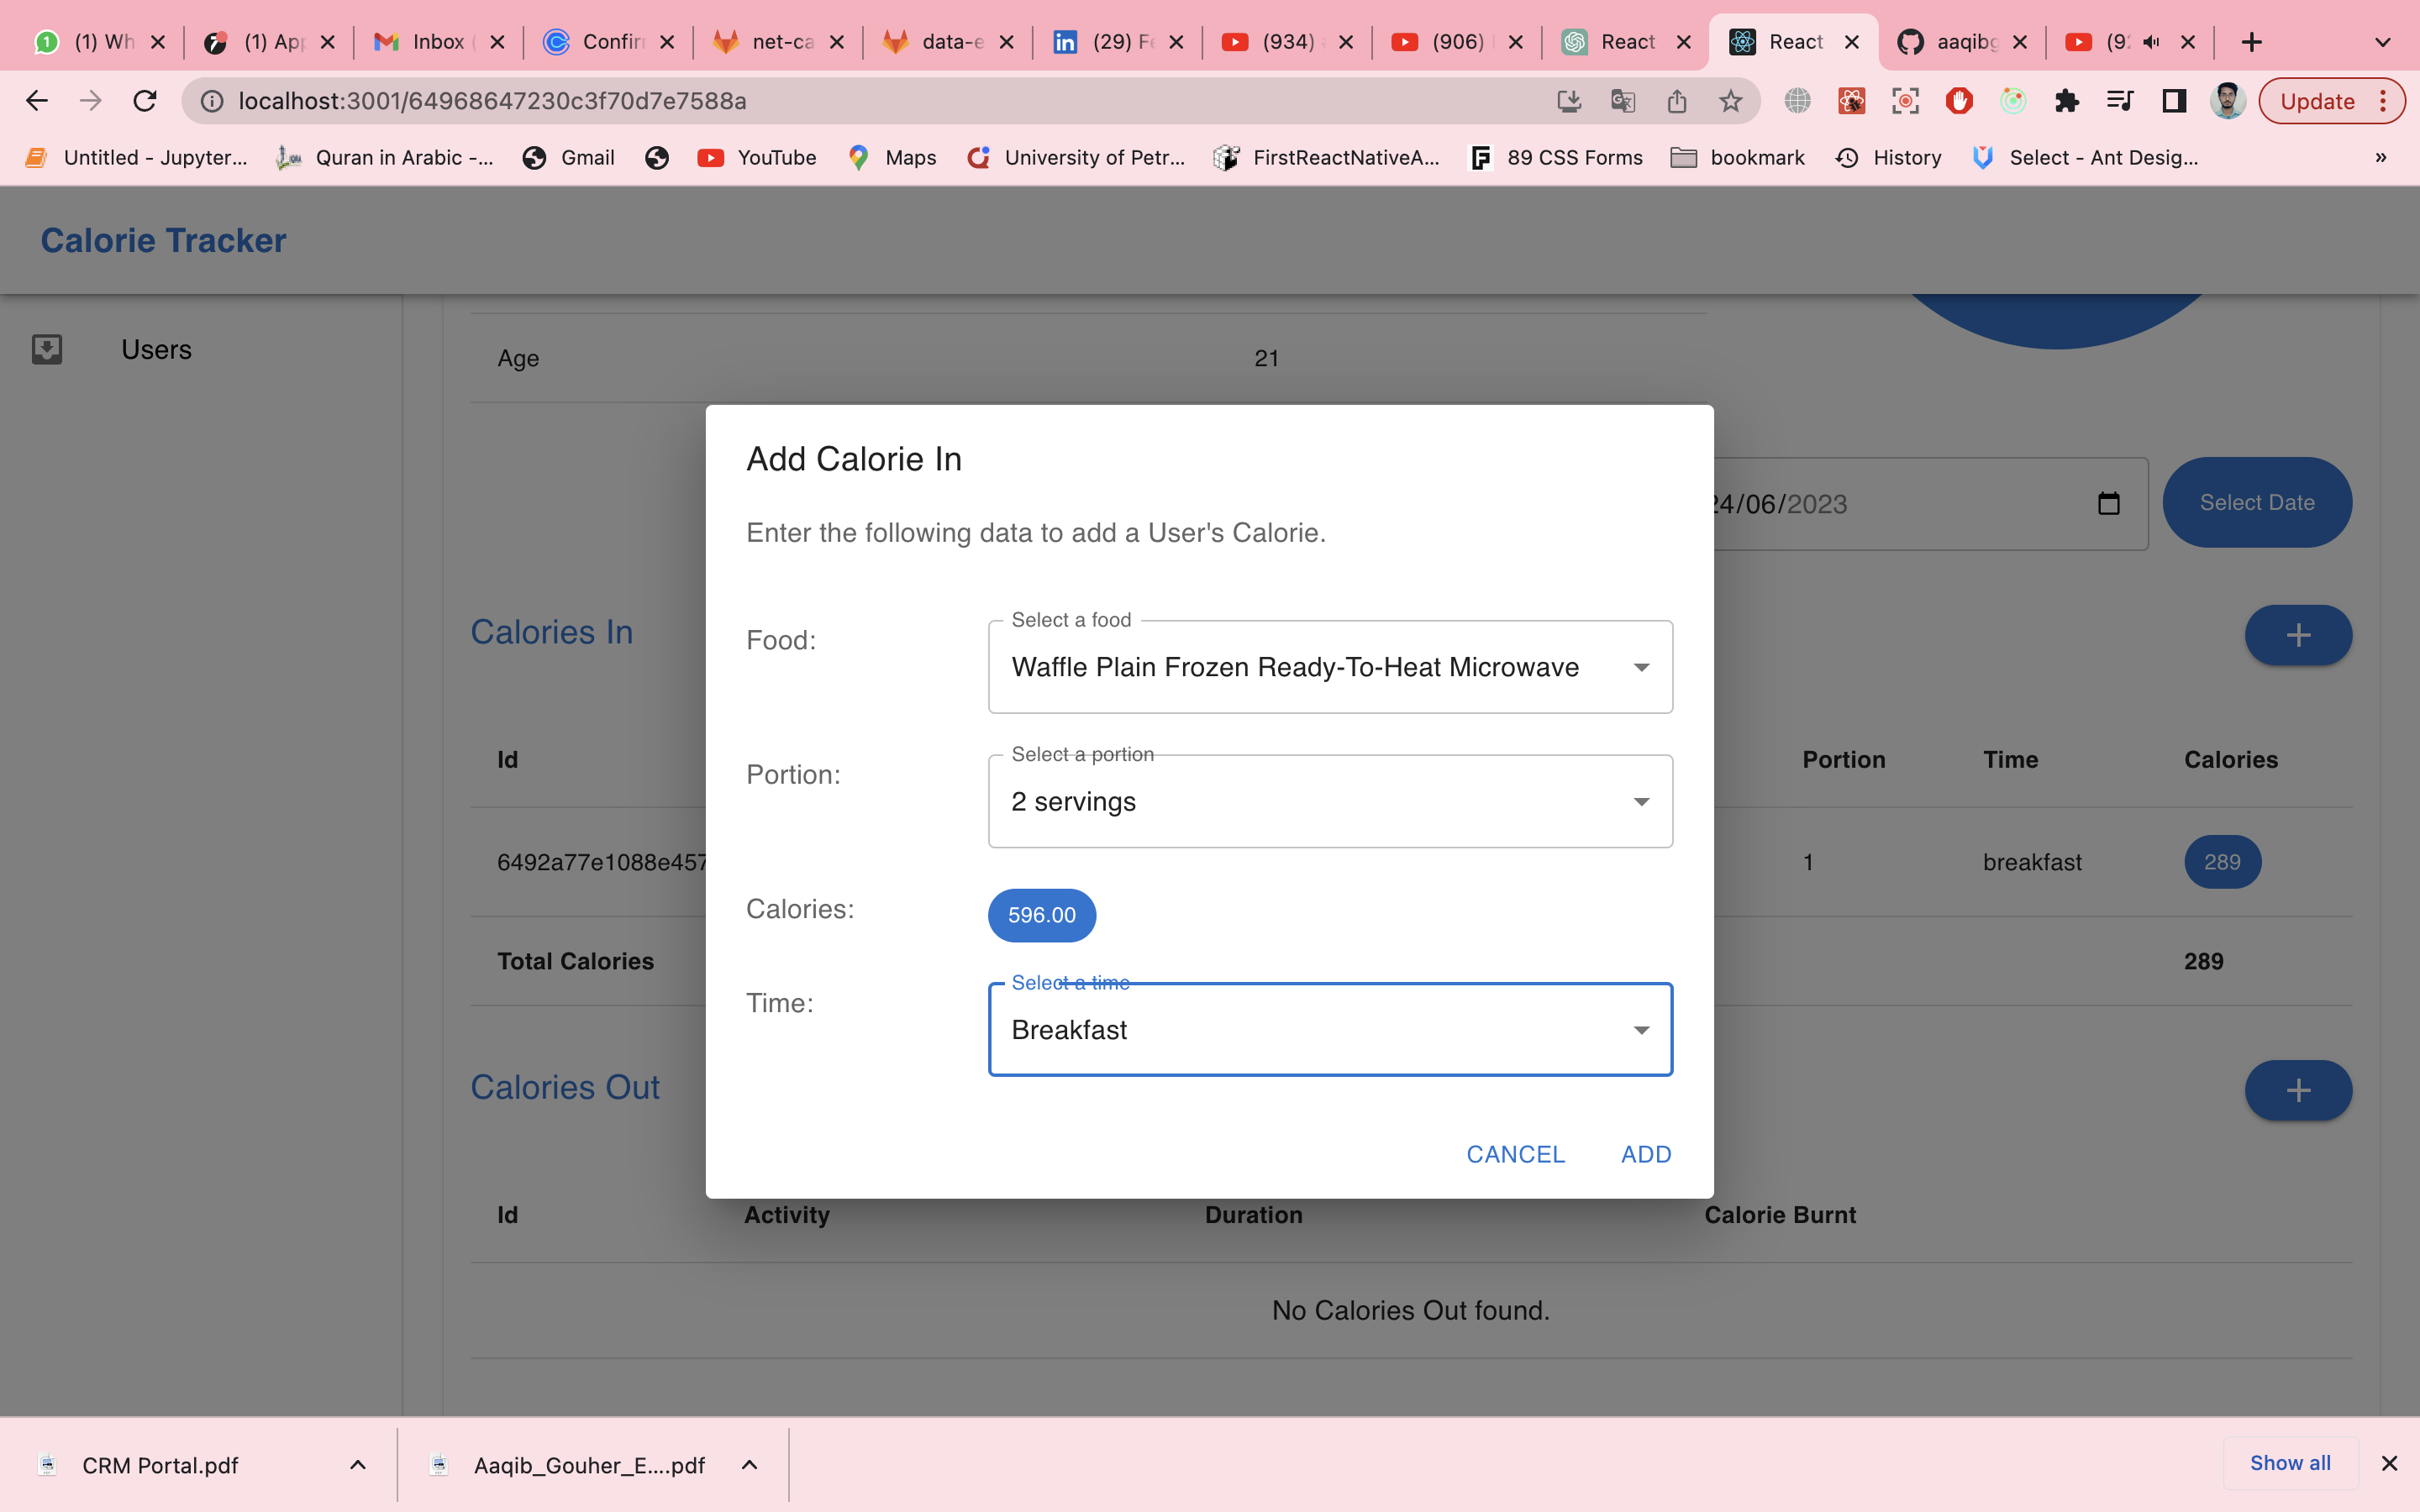 (1) Wh
(1) App
Inbox
Confir
net-ca
data-e
(29) Fe
(934)
(906)
React
React
aaqibg
(92
localhost:3001/64968647230c3f70d7e7588a
Update
Untitled - Jupyter...
Quran in Arabic -...
Gmail
YouTube
Maps
University of Petr...
FirstReactNativeA...
89 CSS Forms
bookmark
History
Select - Ant Desig...
»
Calorie Tracker
Users
Age 21
Add Calorie In
Enter the following data to add a User's Calorie.
24/06/2023
Select Date
Calories In
+
Food:
Select a food
Waffle Plain Frozen Ready-To-Heat Microwave
Portion:
Select a portion
2 servings
Id Portion Time Calories
6492a77e1088e457 1 breakfast 289
Calories:
596.00
Total Calories 289
Time:
Select a time
Breakfast
Calories Out
+
CANCEL ADD
Id Activity Duration Calorie Burnt
No Calories Out found.
CRM Portal.pdf
Aaqib_Gouher_E....pdf
Show all